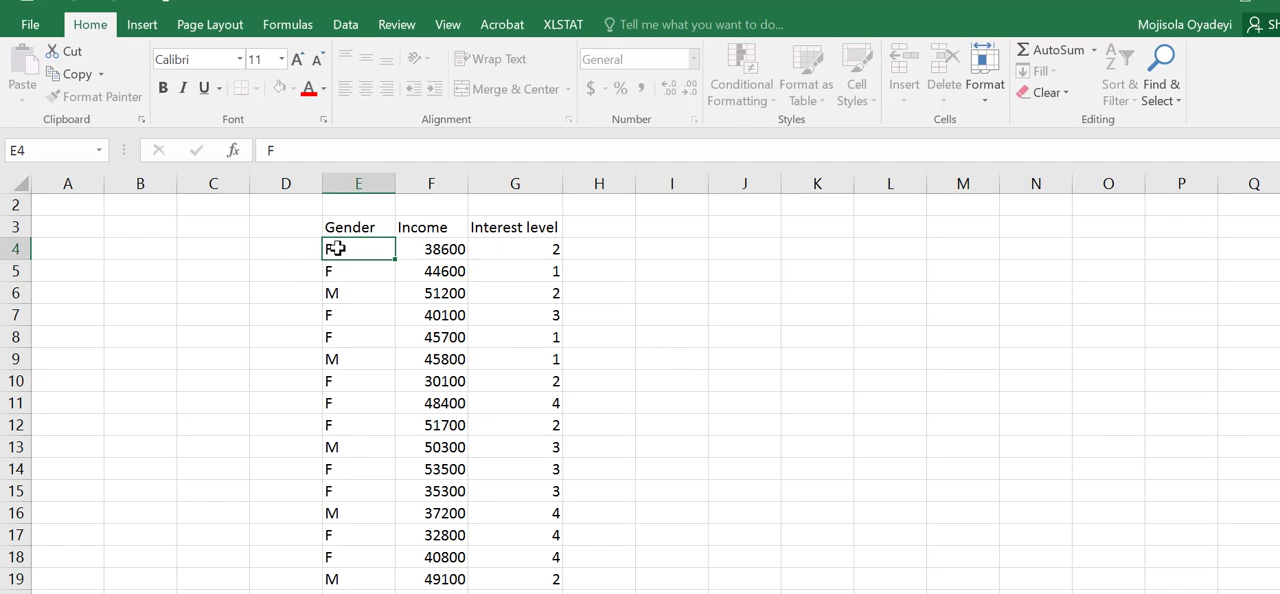 File Home Insert Page Layout Formulas Data Review View Acrobat XLSTAT Tell me what you want to do... Mojisola Oyadeyi
Paste Cut Copy Format Painter Clipboard
Calibri 11 A A B I U A Font
Wrap Text Merge & Center Alignment
General $ % , .0 .00 .00 .0 Number
Conditional Formatting Format as Table Cell Styles Styles
Insert Delete Format Cells
AutoSum Fill Clear Sort & Filter Find & Select Editing
E4 fx F
A B C D E F G H I J K L M N O P Q
2
3 Gender Income Interest level
4 F 38600 2
5 F 44600 1
6 M 51200 2
7 F 40100 3
8 F 45700 1
9 M 45800 1
10 F 30100 2
11 F 48400 4
12 F 51700 2
13 M 50300 3
14 F 53500 3
15 F 35300 3
16 M 37200 4
17 F 32800 4
18 F 40800 4
19 M 49100 2